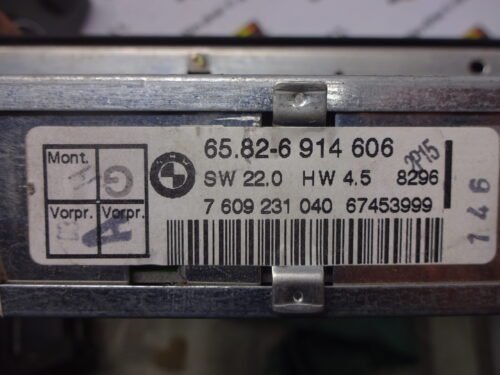 65.82-6 914 606
Mont.
G
SW 22.0 HW 4.5 8296
Vorpr. Vorpr.
A
7 609 231 040 67453999
146